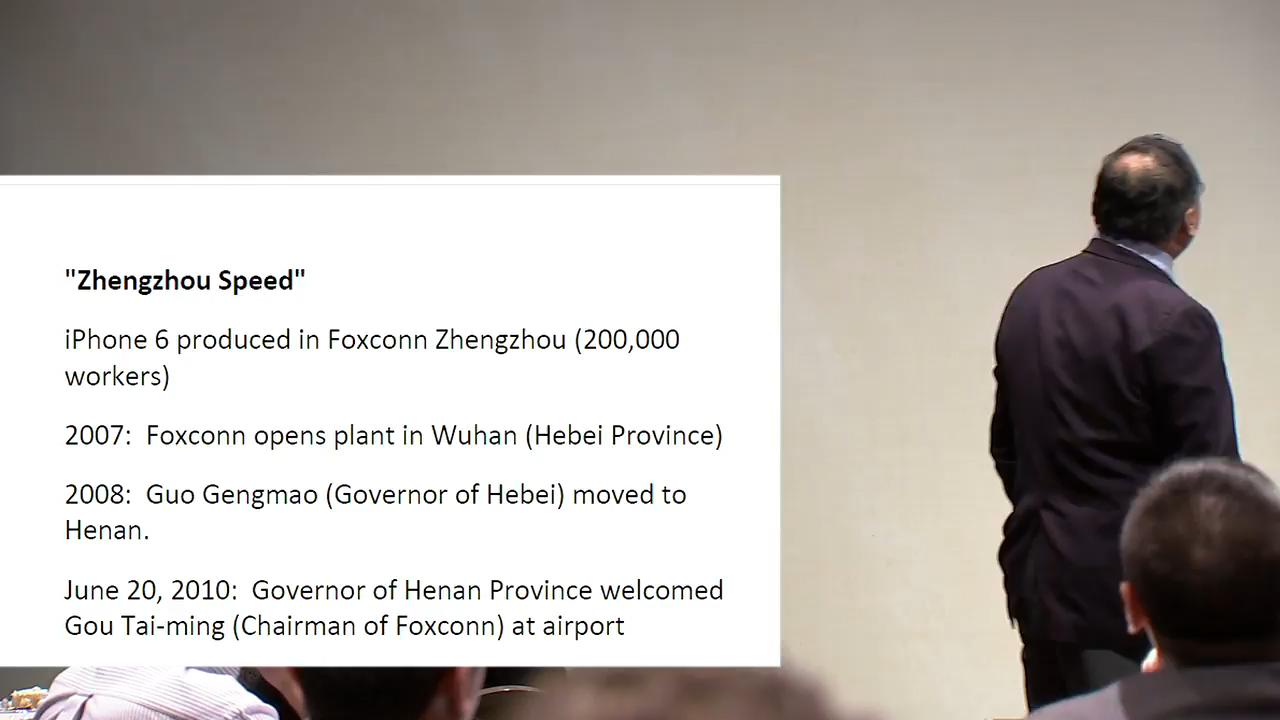 "Zhengzhou Speed"
iPhone 6 produced in Foxconn Zhengzhou (200,000
workers)
2007:  Foxconn opens plant in Wuhan (Hebei Province)
2008:  Guo Gengmao (Governor of Hebei) moved to
Henan.
June 20, 2010:  Governor of Henan Province welcomed
Gou Tai-ming (Chairman of Foxconn) at airport